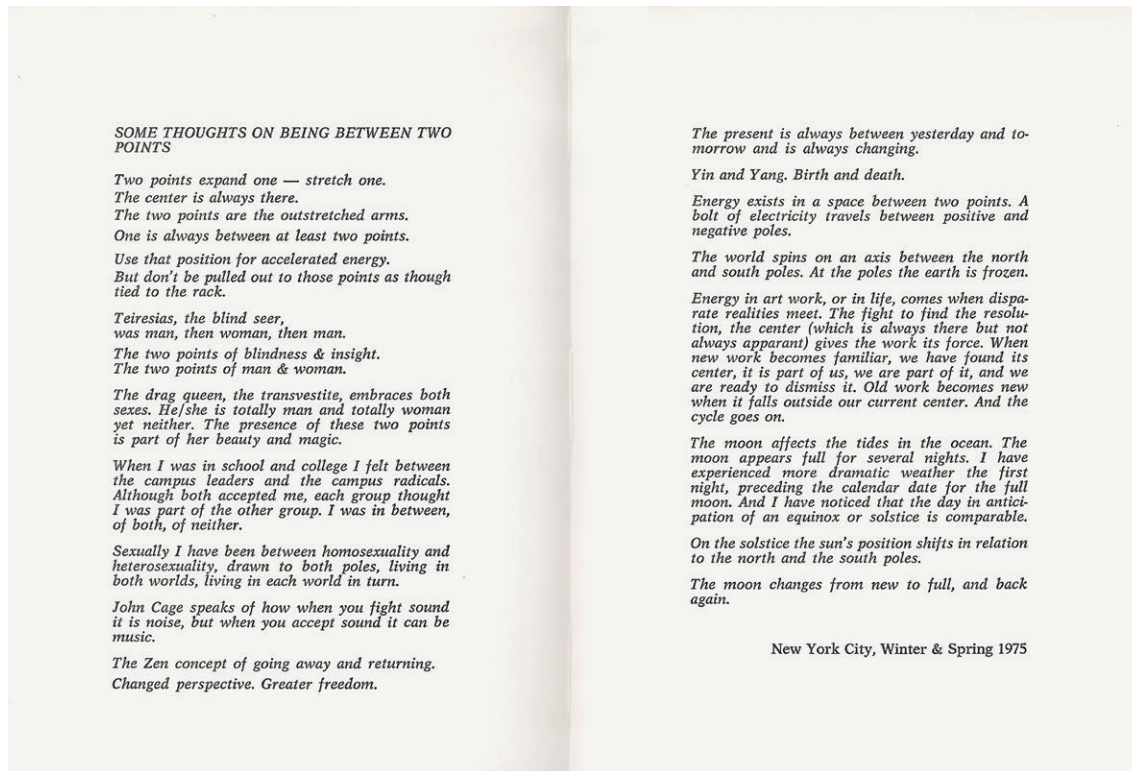 SOME THOUGHTS ON BEING BETWEEN TWO
POINTS
Two points expand one — stretch one.
The center is always there.
The two points are the outstretched arms.
One is always between at least two points.
Use that position for accelerated energy.
But don't be pulled out to those points as though
tied to the rack.
Teiresias, the blind seer,
was man, then woman, then man.
The two points of blindness & insight.
The two points of man & woman.
The drag queen, the transvestite, embraces both
sexes. He/she is totally man and totally woman
yet neither. The presence of these two points
is part of her beauty and magic.
When I was in school and college I felt between
the campus leaders and the campus radicals.
Although both accepted me, each group thought
I was part of the other group. I was in between,
of both, of neither.
Sexually I have been between homosexuality and
heterosexuality, drawn to both poles, living in
both worlds, living in each world in turn.
John Cage speaks of how when you fight sound
it is noise, but when you accept sound it can be
music.
The Zen concept of going away and returning.
Changed perspective. Greater freedom.
The present is always between yesterday and to-
morrow and is always changing.
Yin and Yang. Birth and death.
Energy exists in a space between two points. A
bolt of electricity travels between positive and
negative poles.
The world spins on an axis between the north
and south poles. At the poles the earth is frozen.
Energy in art work, or in life, comes when dispa-
rate realities meet. The fight to find the resolu-
tion, the center (which is always there but not
always apparant) gives the work its force. When
new work becomes familiar, we have found its
center, it is part of us, we are part of it, and we
are ready to dismiss it. Old work becomes new
when it falls outside our current center. And the
cycle goes on.
The moon affects the tides in the ocean. The
moon appears full for several nights. I have
experienced more dramatic weather the first
night, preceding the calendar date for the full
moon. And I have noticed that the day in antici-
pation of an equinox or solstice is comparable.
On the solstice the sun's position shifts in relation
to the north and the south poles.
The moon changes from new to full, and back
again.
New York City, Winter & Spring 1975